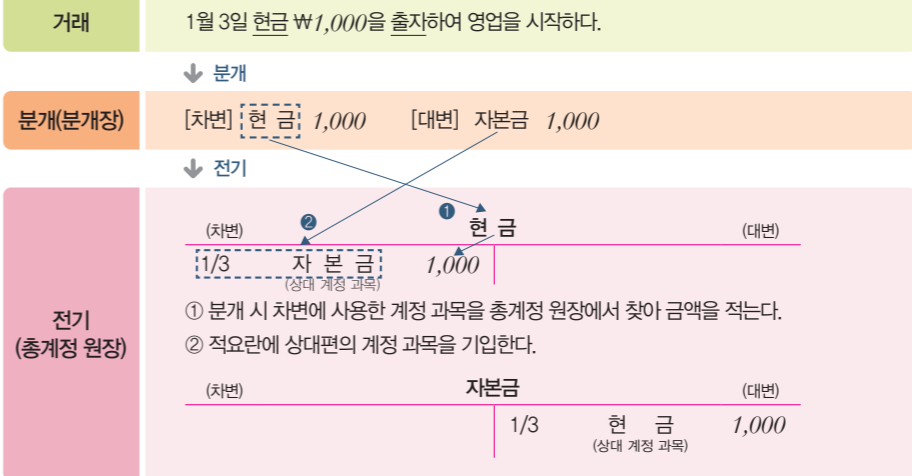 거래 1월 3일 현금 ₩1,000을 출자하여 영업을 시작하다.
분개
분개(분개장) [차변] 현 금 1,000 [대변] 자본금 1,000
전기
❷ ❶
(차변) 현 금 (대변)
1/3 자 본 금 1,000
(상대 계정 과목)
① 분개 시 차변에 사용한 계정 과목을 총계정 원장에서 찾아 금액을 적는다.
전기
(총계정 원장)
② 적요란에 상대편의 계정 과목을 기입한다.
(차변) 자본금 (대변)
1/3 현 금 1,000
(상대 계정 과목)